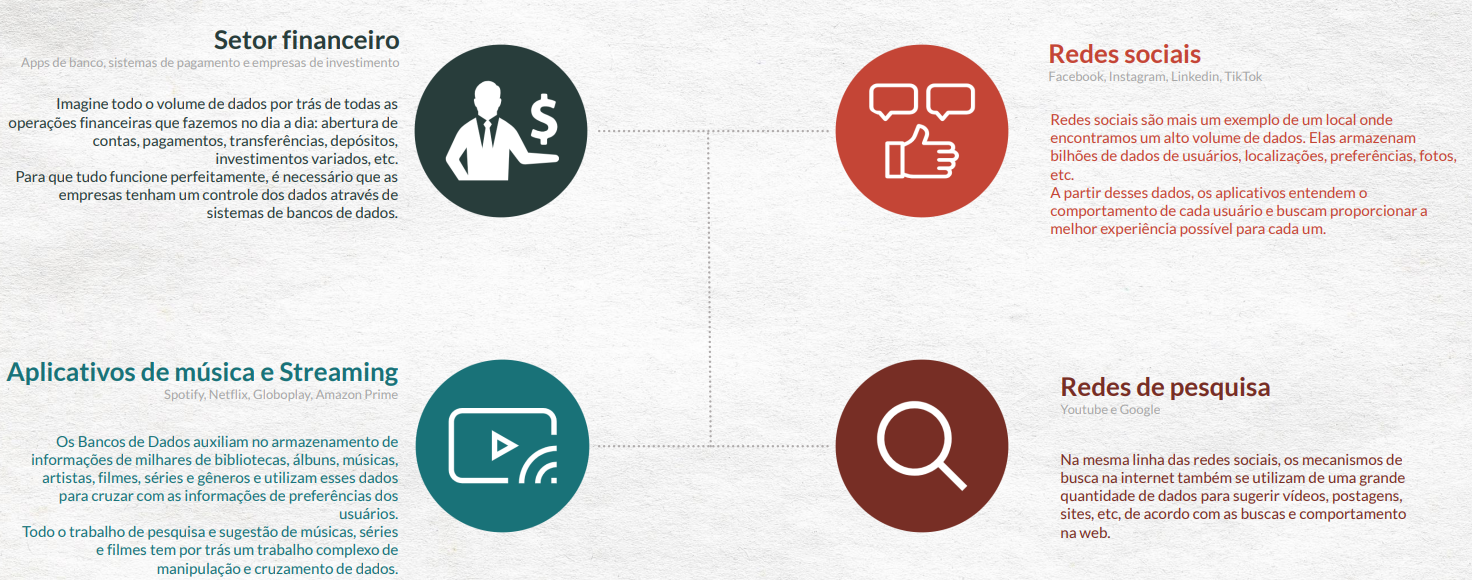 Setor financeiro
Apps de banco, sistemas de pagamento e empresas de investimento
Imagine todo o volume de dados por trás de todas as
operações financeiras que fazemos no dia a dia: abertura de
contas, pagamentos, transferências, depósitos,
investimentos variados, etc.
Para que tudo funcione perfeitamente, é necessário que as
empresas tenham um controle dos dados através de
sistemas de bancos de dados.
$
Redes sociais
Facebook, Instagram, Linkedin, TikTok
Redes sociais são mais um exemplo de um local onde
encontramos um alto volume de dados. Elas armazenam
bilhões de dados de usuários, localizações, preferências, fotos,
etc.
A partir desses dados, os aplicativos entendem o
comportamento de cada usuário e buscam proporcionar a
melhor experiência possível para cada um.
Aplicativos de música e Streaming
Spotify, Netflix, Globoplay, Amazon Prime
Os Bancos de Dados auxiliam no armazenamento de
informações de milhares de bibliotecas, álbuns, músicas,
artistas, filmes, séries e gêneros e utilizam esses dados
para cruzar com as informações de preferências dos
usuários.
Todo o trabalho de pesquisa e sugestão de músicas, séries
e filmes tem por trás um trabalho complexo de
manipulação e cruzamento de dados.
Redes de pesquisa
Youtube e Google
Na mesma linha das redes sociais, os mecanismos de
busca na internet também se utilizam de uma grande
quantidade de dados para sugerir vídeos, postagens,
sites, etc, de acordo com as buscas e comportamento
na web.